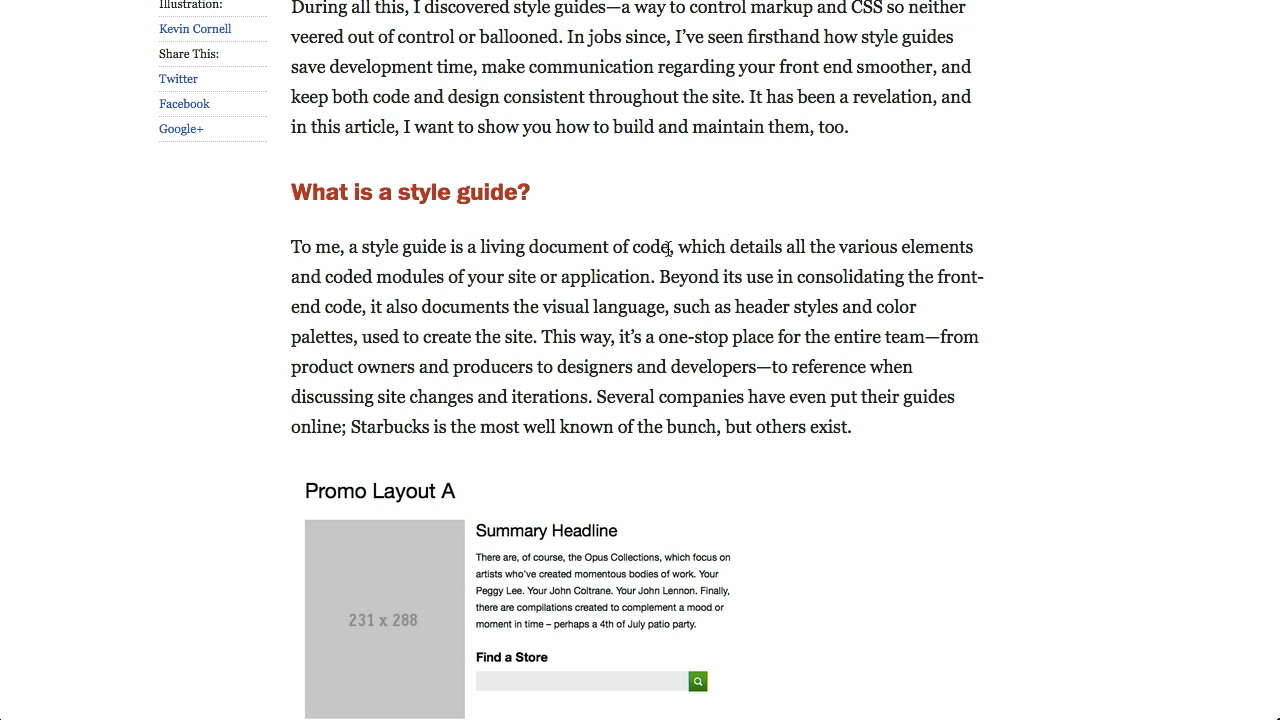 Illustration:
Kevin Cornell
Share This:
Twitter
Facebook
Google+
During all this, I discovered style guides—a way to control markup and CSS so neither
veered out of control or ballooned. In jobs since, I’ve seen firsthand how style guides
save development time, make communication regarding your front end smoother, and
keep both code and design consistent throughout the site. It has been a revelation, and
in this article, I want to show you how to build and maintain them, too.
What is a style guide?
To me, a style guide is a living document of code, which details all the various elements
and coded modules of your site or application. Beyond its use in consolidating the front-
end code, it also documents the visual language, such as header styles and color
palettes, used to create the site. This way, it’s a one-stop place for the entire team—from
product owners and producers to designers and developers—to reference when
discussing site changes and iterations. Several companies have even put their guides
online; Starbucks is the most well known of the bunch, but others exist.
Promo Layout A
231 x 288
Summary Headline
There are, of course, the Opus Collections, which focus on
artists who’ve created momentous bodies of work. Your
Peggy Lee. Your John Coltrane. Your John Lennon. Finally,
there are compilations created to complement a mood or
moment in time – perhaps a 4th of July patio party.
Find a Store